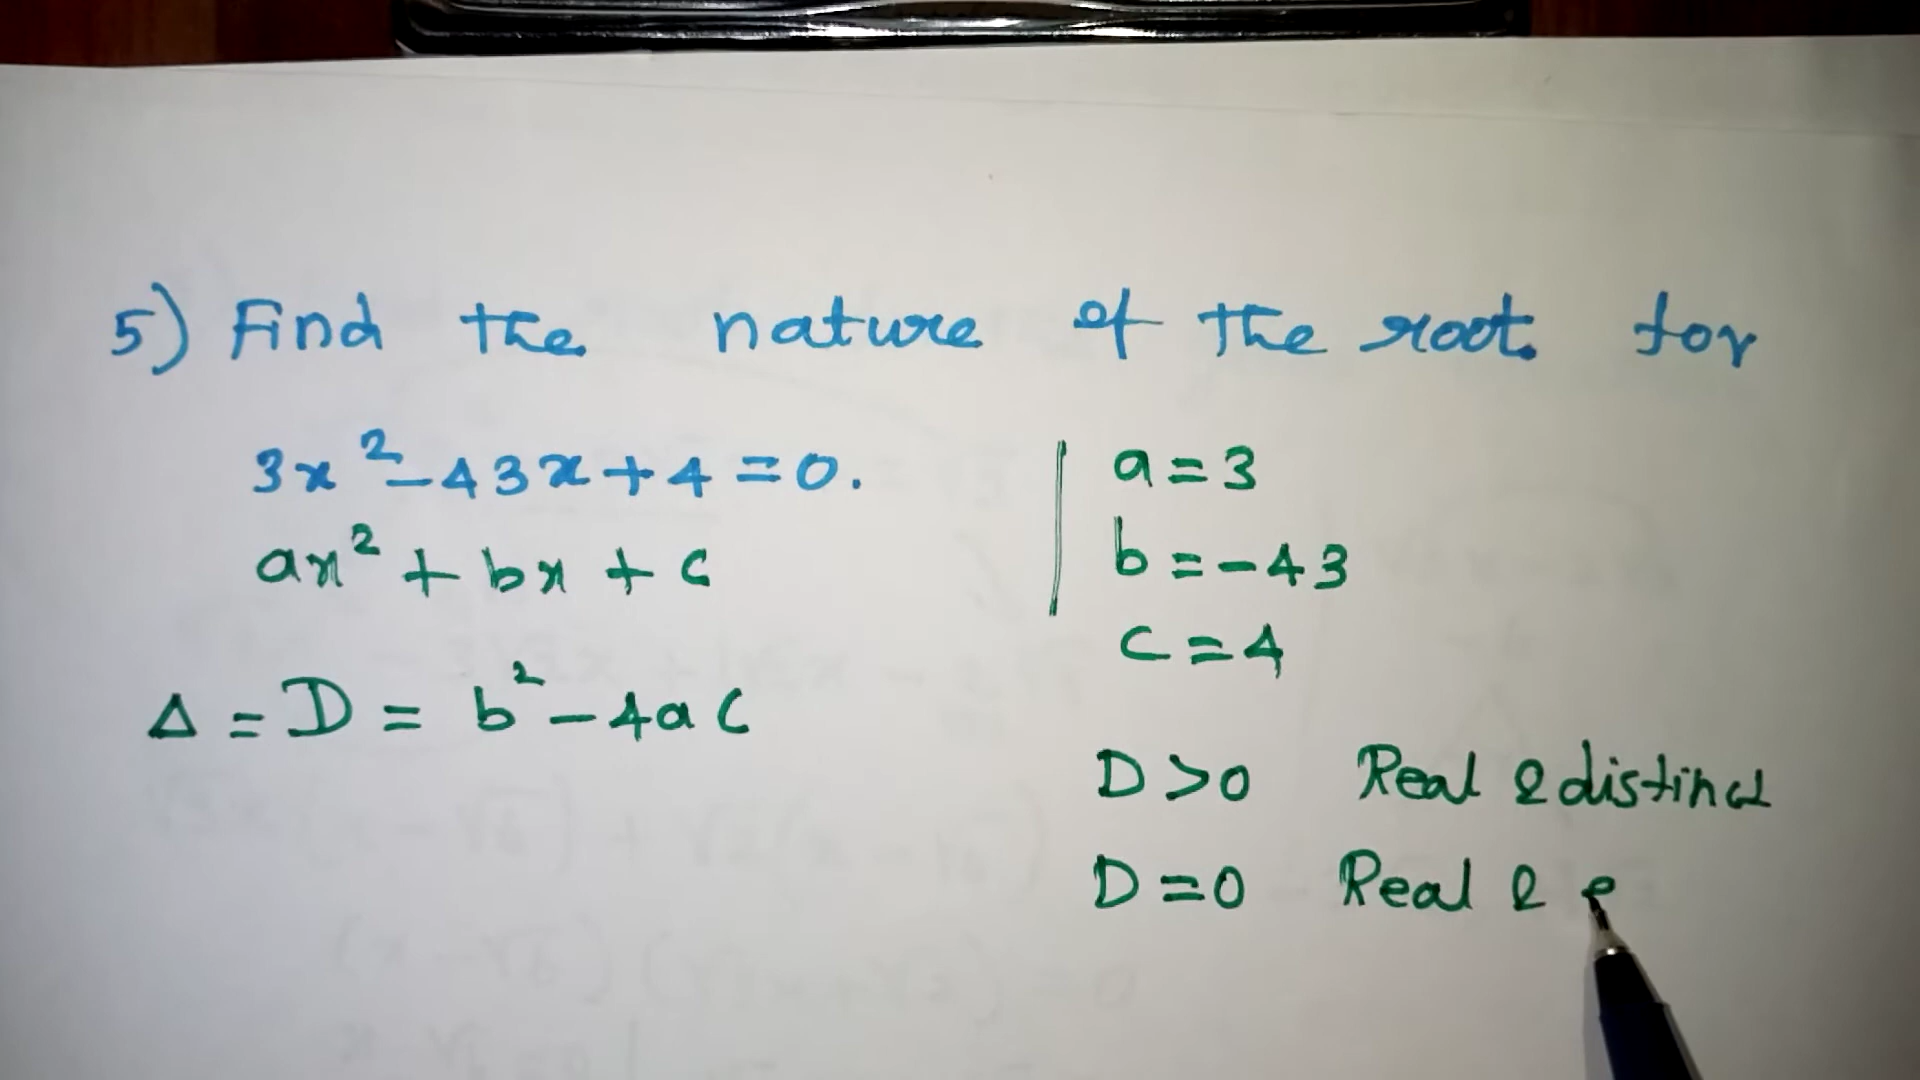 5) Find the nature of the root. for
3x² - 43x + 4 = 0.
ax² + bx + c
Δ = D = b² - 4ac
a = 3
b = -43
c = 4
D > 0 Real & distinct
D = 0 Real & e